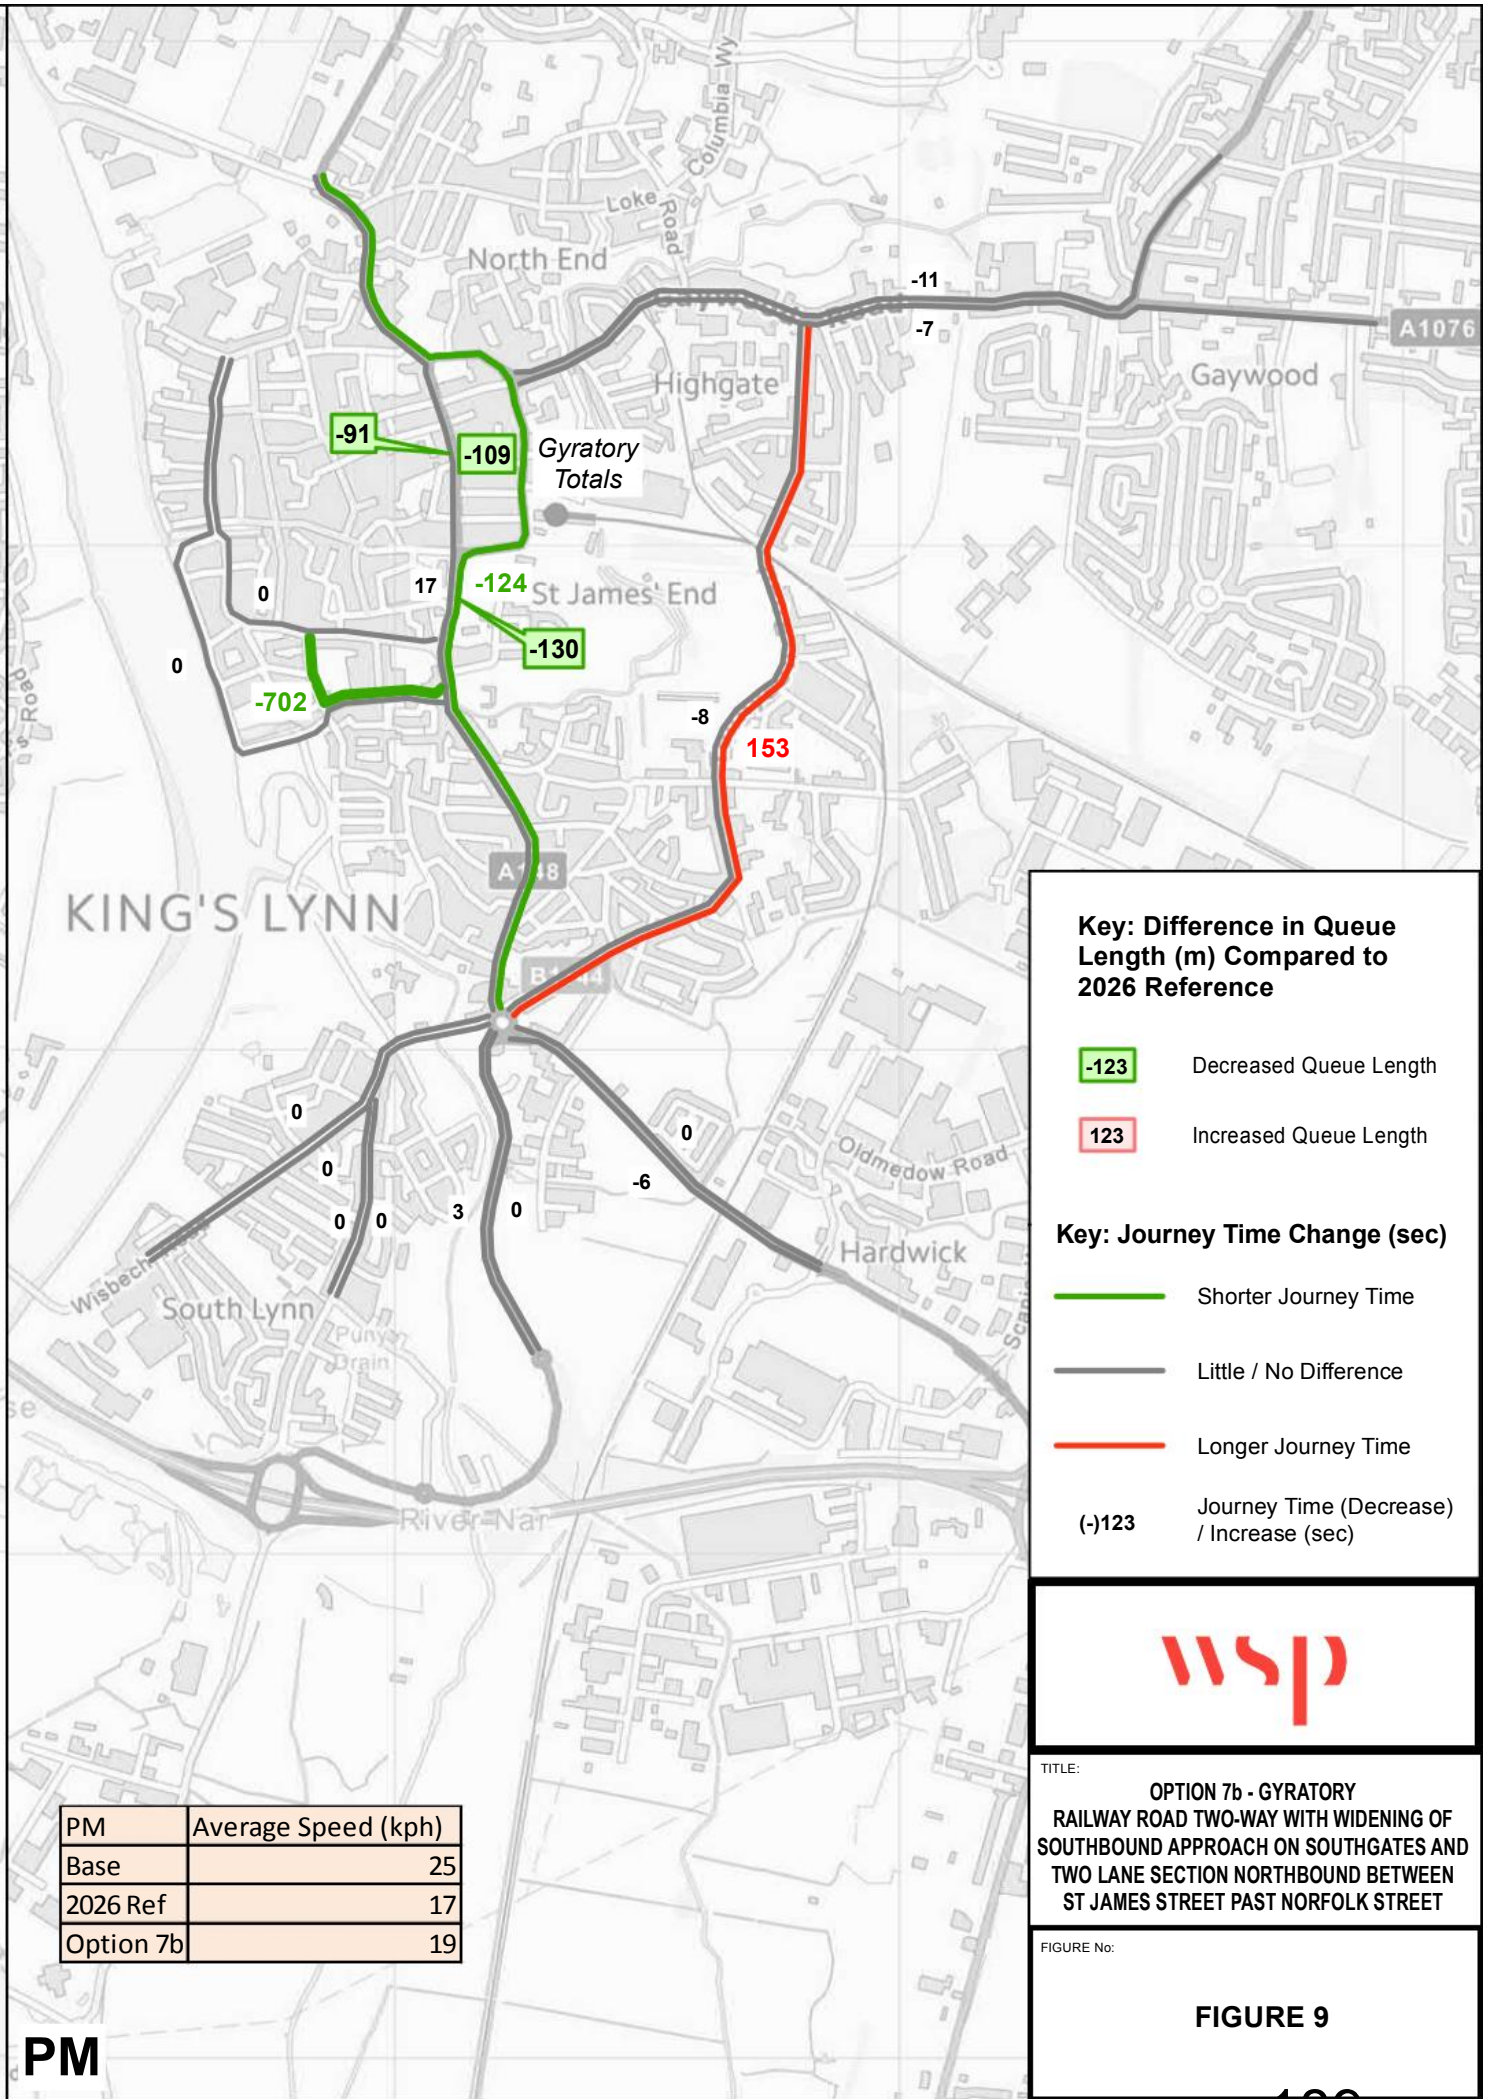 Columbia Wy
Loke Road
North End
-11
-7
A1076
Highgate
Gaywood
-91
-109
Gyratory
Totals
0
17
-124
St James' End
-130
0
-702
-8
153
KING'S LYNN
0
0
0
0
3
0
0
-6
Oldmedow Road
Hardwick
Wisbech
South Lynn
Puny
Drain
River Nar
Key: Difference in Queue
Length (m) Compared to
2026 Reference
-123 Decreased Queue Length
123 Increased Queue Length
Key: Journey Time Change (sec)
Shorter Journey Time
Little / No Difference
Longer Journey Time
(-)123 Journey Time (Decrease)
/ Increase (sec)
wsp
TITLE:
OPTION 7b - GYRATORY
RAILWAY ROAD TWO-WAY WITH WIDENING OF
SOUTHBOUND APPROACH ON SOUTHGATES AND
TWO LANE SECTION NORTHBOUND BETWEEN
ST JAMES STREET PAST NORFOLK STREET
FIGURE No:
FIGURE 9
PM Average Speed (kph)
Base 25
2026 Ref 17
Option 7b 19
PM